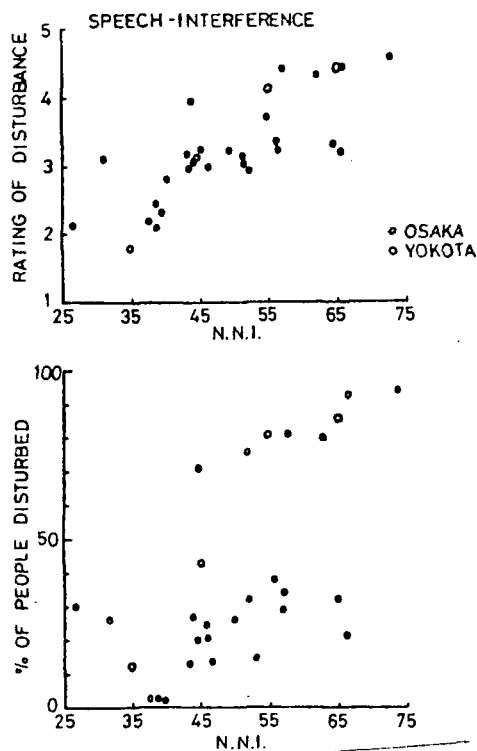 SPEECH-INTERFERENCE
RATING OF DISTURBANCE
5
4
3
2
1
OSAKA
YOKOTA
25 35 45 55 65 75
N.N.I.
% OF PEOPLE DISTURBED
100
50
0
25 35 45 55 65 75
N.N.I.